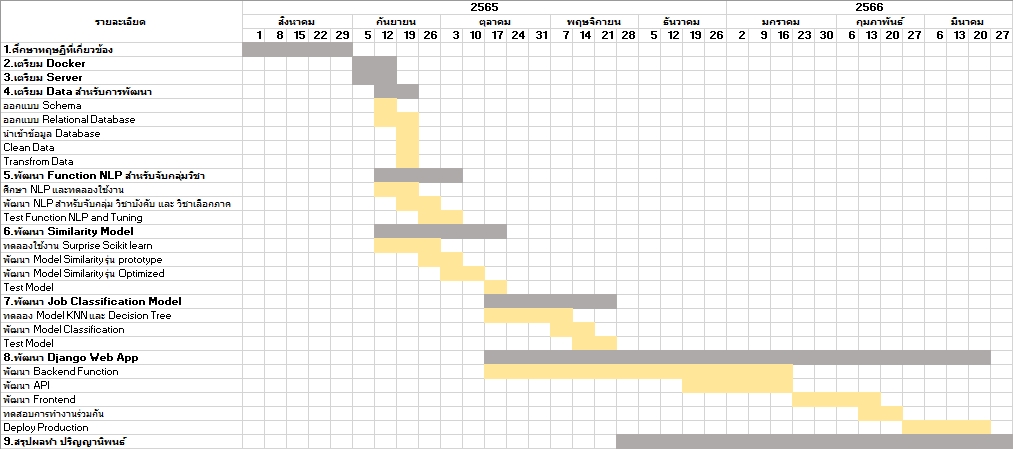 2565 2566
รายละเอียด สิงหาคม กันยายน ตุลาคม พฤษจิกายน ธันวาคม มกราคม กุมภาพันธ์ มีนาคม
1 8 15 22 29 5 12 19 26 3 10 17 24 31 7 14 21 28 5 12 19 26 2 9 16 23 30 6 13 20 27 6 13 20 27
1.ศึกษาทฤษฎีที่เกี่ยวข้อง
2.เตรียม Docker
3.เตรียม Server
4.เตรียม Data สำหรับการพัฒนา
ออกแบบ Schema
ออกแบบ Relational Database
นำเข้าข้อมูล Database
Clean Data
Transfrom Data
5.พัฒนา Function NLP สำหรับจับกลุ่มวิชา
ศึกษา NLP และทดลองใช้งาน
พัฒนา NLP สำหรับจับกลุ่ม วิชาบังคับ และ วิชาเลือกภาค
Test Function NLP and Tuning
6.พัฒนา Similarity Model
ทดลองใช้งาน Surprise Scikit learn
พัฒนา Model Similarity รุ่น prototype
พัฒนา Model Similarity รุ่น Optimized
Test Model
7.พัฒนา Job Classification Model
ทดลอง Model KNN และ Decision Tree
พัฒนา Model Classification
Test Model
8.พัฒนา Django Web App
พัฒนา Backend Function
พัฒนา API
พัฒนา Frontend
ทดสอบการทำงานร่วมกัน
Deploy Production
9.สรุปผลทำ ปริญญานิพนธ์